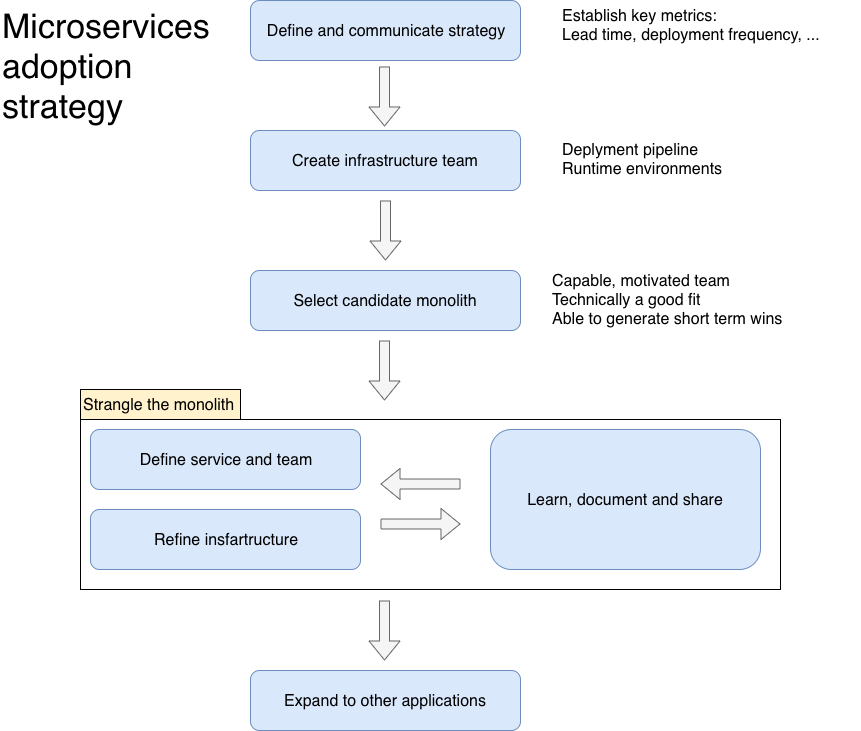 Microservices
adoption
strategy
Define and communicate strategy
Establish key metrics:
Lead time, deployment frequency, ...
Create infrastructure team
Deplyment pipeline
Runtime environments
Select candidate monolith
Capable, motivated team
Technically a good fit
Able to generate short term wins
Strangle the monolith
Define service and team
Refine insfartructure
Learn, document and share
Expand to other applications